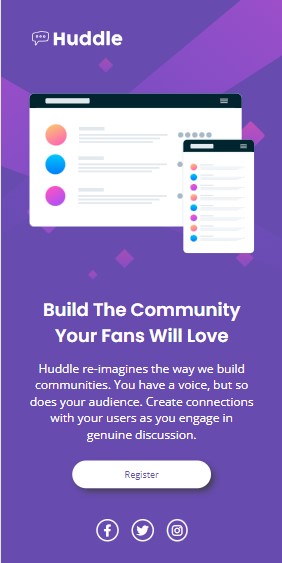 Huddle
Build The Community
Your Fans Will Love
Huddle re-imagines the way we build
communities. You have a voice, but so
does your audience. Create connections
with your users as you engage in
genuine discussion.
Register